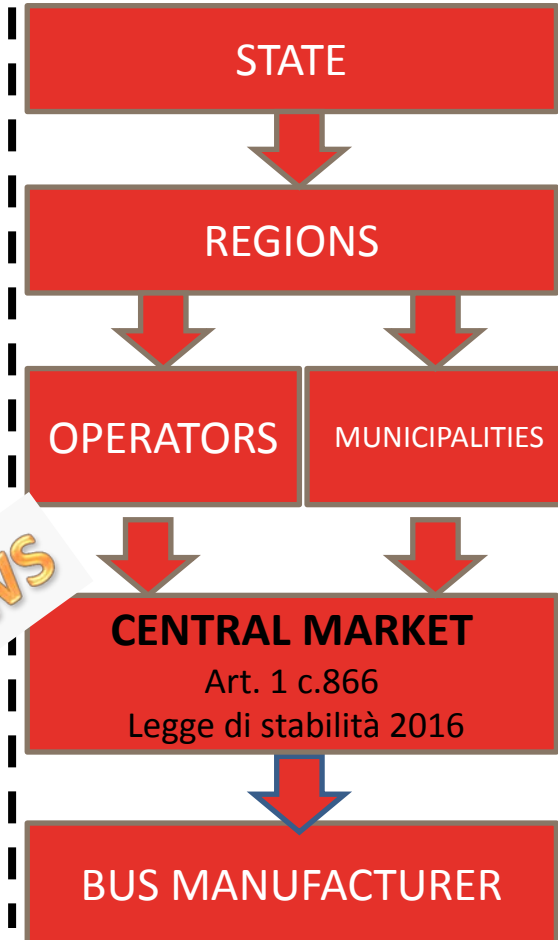 STATE
REGIONS
OPERATORS
MUNICIPALITIES
CENTRAL MARKET
Art. 1 c.866
Legge di stabilità 2016
BUS MANUFACTURER